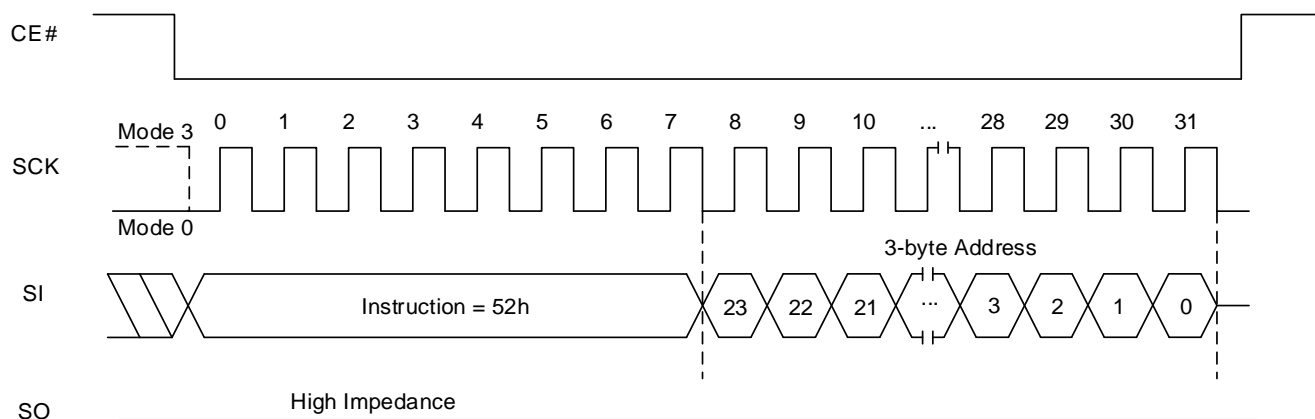 CE#
0 1 2 3 4 5 6 7 8 9 10 ... 28 29 30 31
Mode 3
SCK
Mode 0
3-byte Address
SI
Instruction = 52h 23 22 21 ... 3 2 1 0
High Impedance
SO